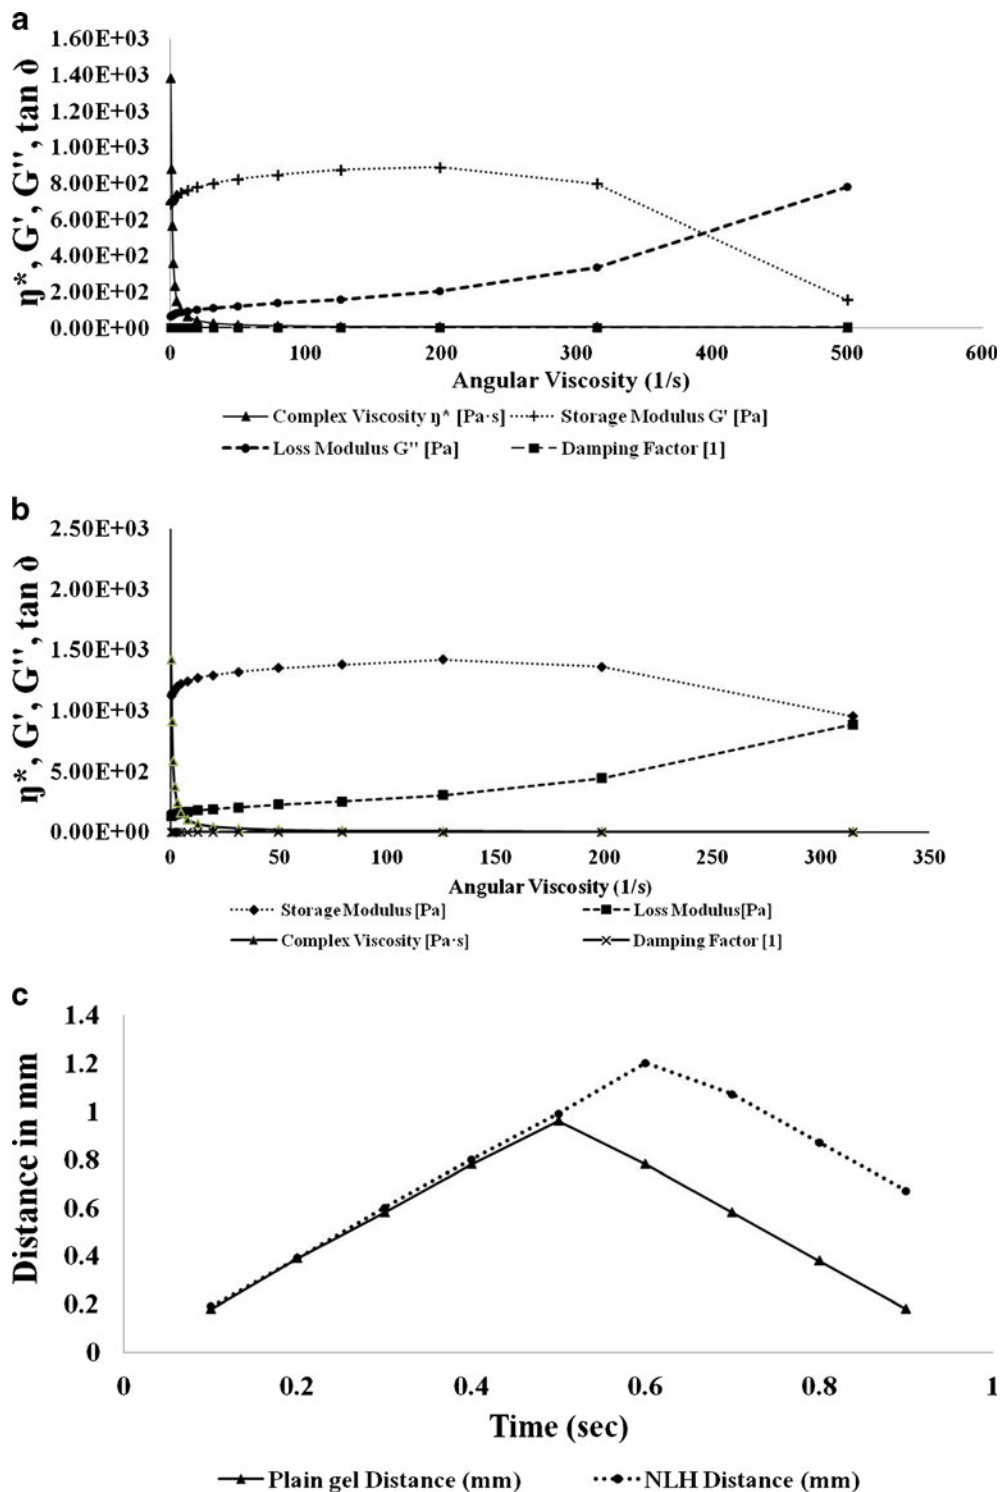 a
1.60E+03
1.40E+03
1.20E+03
1.00E+03
8.00E+02
6.00E+02
4.00E+02
2.00E+02
0.00E+00
η*, G', G'', tan ∂
0 100 200 300 400 500 600
Angular Viscosity (1/s)
Complex Viscosity η* [Pa·s] Storage Modulus G' [Pa]
Loss Modulus G'' [Pa] Damping Factor [1]
b
2.50E+03
2.00E+03
1.50E+03
1.00E+03
5.00E+02
0.00E+00
η*, G', G'', tan ∂
0 50 100 150 200 250 300 350
Angular Viscosity (1/s)
Storage Modulus [Pa] Loss Modulus[Pa]
Complex Viscosity [Pa·s] Damping Factor [1]
c
1.4
1.2
1
0.8
0.6
0.4
0.2
0
Distance in mm
0 0.2 0.4 0.6 0.8 1
Time (sec)
Plain gel Distance (mm) NLH Distance (mm)